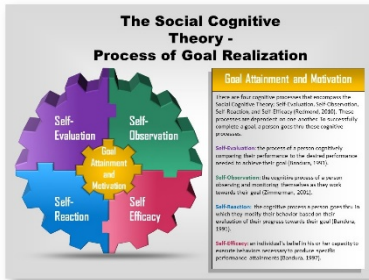 The Social Cognitive
Theory -
Process of Goal Realization
Self-
Evaluation
Self-
Observation
Goal
Attainment
and
Motivation
Self-
Reaction
Self
Efficacy
Goal Attainment and Motivation
There are four cognitive processes that encompass the
Social Cognitive Theory: Self-Evaluation, Self-Observation,
Self-Reaction, and Self-Efficacy (Redmond, 2010). These
processes are dependent on one another. To successfully
complete a goal, a person goes thru these cognitive
processes.
Self-Evaluation: the process of a person cognitively
comparing their performance to the desired performance
needed to achieve their goal (Bandura, 1991).
Self-Observation: the cognitive process of a person
observing and monitoring themselves as they work
towards their goal (Zimmerman, 2001).
Self-Reaction: the cognitive process a person goes thru in
which they modify their behavior based on their
evaluation of their progress towards their goal (Bandura,
1991).
Self-Efficacy: an individual's belief in his or her capacity to
execute behaviors necessary to produce specific
performance attainments (Bandura, 1997).